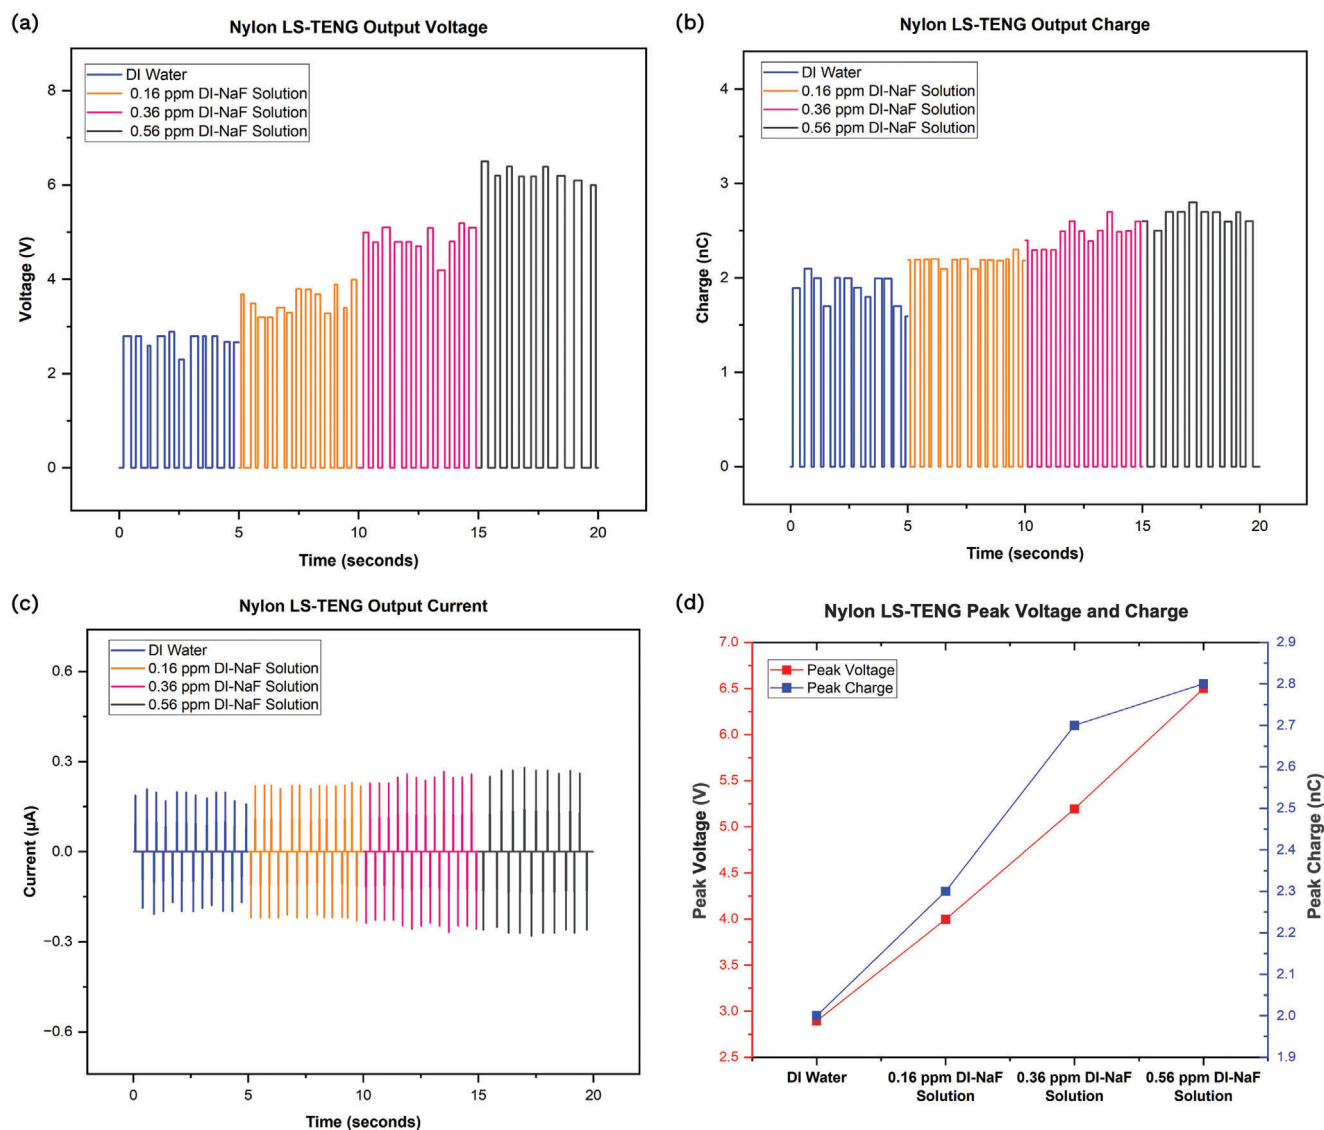 (a)
Nylon LS-TENG Output Voltage
DI Water
0.16 ppm DI-NaF Solution
0.36 ppm DI-NaF Solution
0.56 ppm DI-NaF Solution
8
6
4
2
0
Voltage (V)
0 5 10 15 20
Time (seconds)
(b)
Nylon LS-TENG Output Charge
DI Water
0.16 ppm DI-NaF Solution
0.36 ppm DI-NaF Solution
0.56 ppm DI-NaF Solution
4
3
2
1
0
Charge (nC)
0 5 10 15 20
Time (seconds)
(c)
Nylon LS-TENG Output Current
DI Water
0.16 ppm DI-NaF Solution
0.36 ppm DI-NaF Solution
0.56 ppm DI-NaF Solution
0.6
0.3
0.0
−0.3
−0.6
Current (µA)
0 5 10 15 20
Time (seconds)
(d)
Nylon LS-TENG Peak Voltage and Charge
Peak Voltage
Peak Charge
7.0
6.5
6.0
5.5
5.0
4.5
4.0
3.5
3.0
2.5
Peak Voltage (V)
2.9
2.8
2.7
2.6
2.5
2.4
2.3
2.2
2.1
2.0
1.9
Peak Charge (nC)
DI Water 0.16 ppm DI-NaF 0.36 ppm DI-NaF 0.56 ppm DI-NaF
Solution Solution Solution